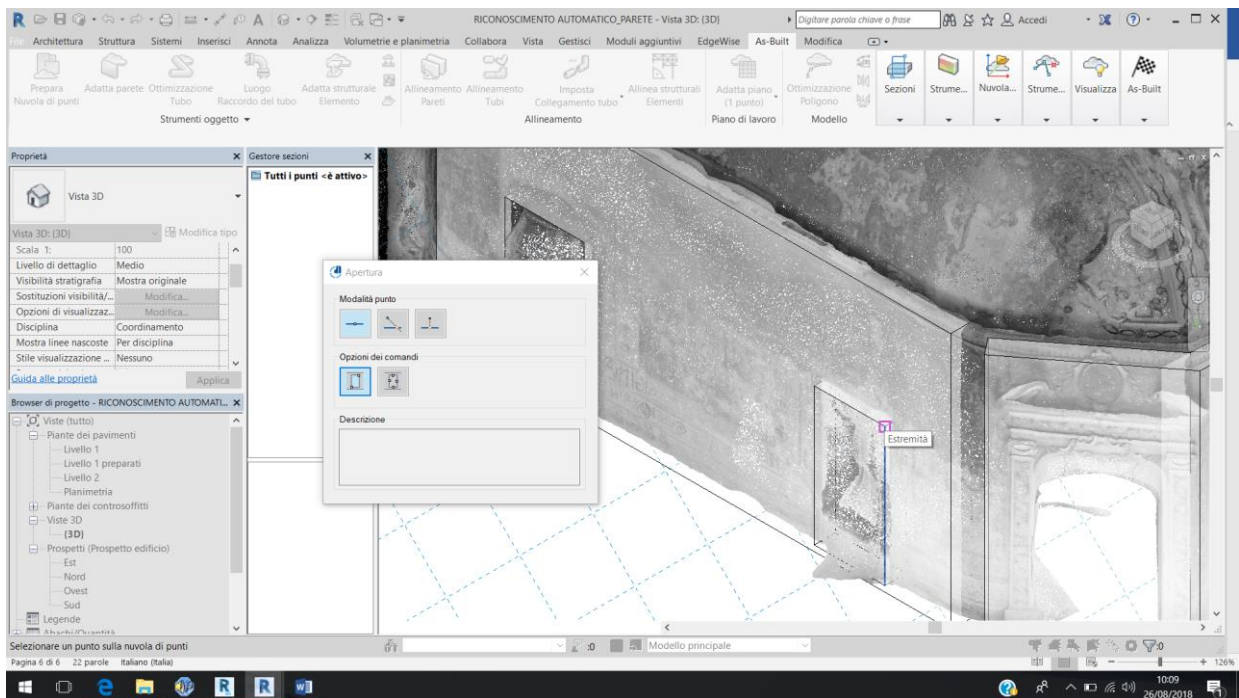 RICONOSCIMENTO AUTOMATICO_PARETE - Vista 3D: {3D}
Digitare parola chiave o frase
Accedi
File Architettura Struttura Sistemi Inserisci Annota Analizza Volumetrie e planimetria Collabora Vista Gestisci Moduli aggiuntivi EdgeWise As-Built Modifica
Prepara
Nuvola di punti
Adatta parete
Ottimizzazione
Tubo
Luogo
Raccordo del tubo
Adatta strutturale
Elemento
Allineamento
Pareti
Allineamento
Tubi
Imposta
Collegamento tubo
Allinea strutturali
Elementi
Adatta piano
(1 punto)
Ottimizzazione
Poligono
Sezioni
Strume...
Nuvola...
Strume...
Visualizza
As-Built
Strumenti oggetto
Allineamento
Piano di lavoro
Modello
Proprietà
Vista 3D
Vista 3D: {3D}
Modifica tipo
Scala 1: 100
Livello di dettaglio Medio
Visibilità stratigrafia Mostra originale
Sostituzioni visibilità/... Modifica...
Opzioni di visualizzaz... Modifica...
Disciplina Coordinamento
Mostra linee nascoste Per disciplina
Stile visualizzazione ... Nessuno
Guida alle proprietà
Applica
Browser di progetto - RICONOSCIMENTO AUTOMATI...
Viste (tutto)
Piante dei pavimenti
Livello 1
Livello 1 preparati
Livello 2
Planimetria
Piante dei controsoffitti
Viste 3D
{3D}
Prospetti (Prospetto edificio)
Est
Nord
Ovest
Sud
Legende
Abachi/Quantità
Gestore sezioni
Tutti i punti <è attivo>
Apertura
Modalità punto
Opzioni dei comandi
Descrizione
Estremità
Selezionare un punto sulla nuvola di punti
:0
Modello principale
:0
Pagina 6 di 6 22 parole Italiano (Italia)
126%
10:09
26/08/2018